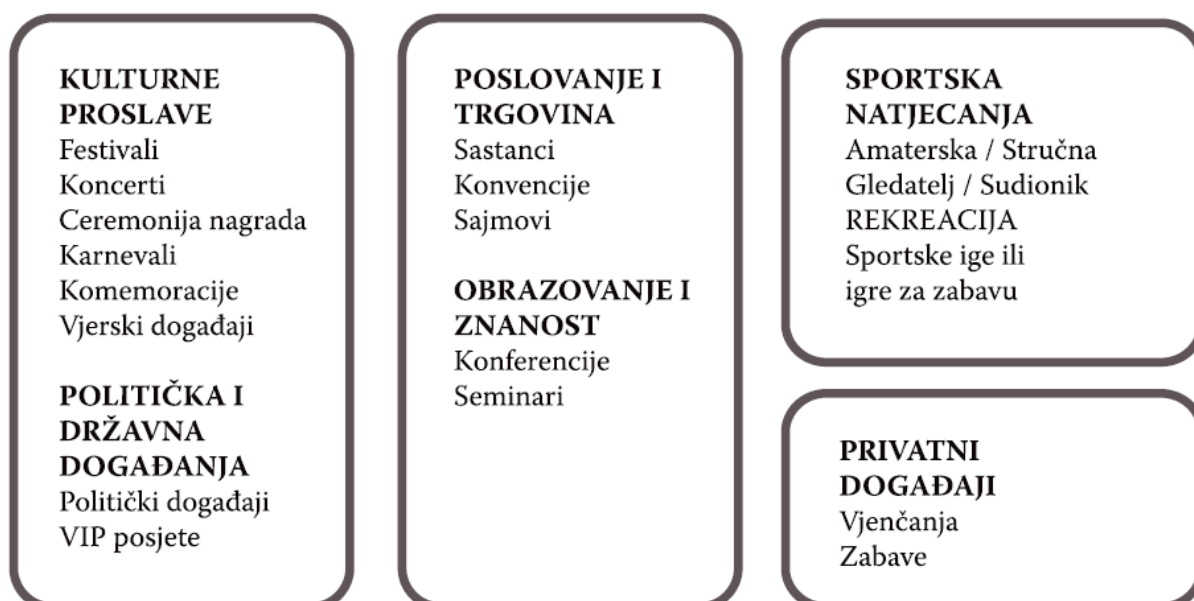 KULTURNE
PROSLAVE
Festivali
Koncerti
Ceremonija nagrada
Karnevali
Komemoracije
Vjerski događaji
POLITIČKA I
DRŽAVNA
DOGAĐANJA
Politički događaji
VIP posjete
POSLOVANJE I
TRGOVINA
Sastanci
Konvencije
Sajmovi
OBRAZOVANJE I
ZNANOST
Konferencije
Seminari
SPORTSKA
NATJECANJA
Amaterska / Stručna
Gledatelj / Sudionik
REKREACIJA
Sportske ige ili
igre za zabavu
PRIVATNI
DOGAĐAJI
Vjenčanja
Zabave